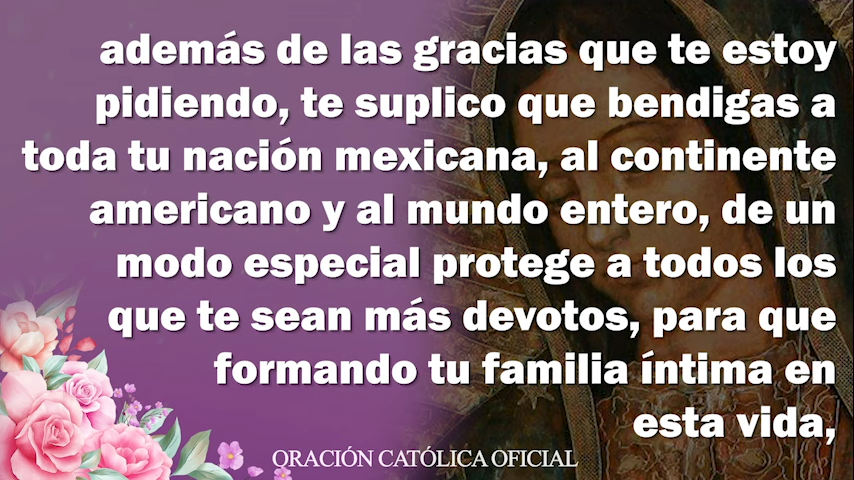 además de las gracias que te estoy
pidiendo, te suplico que bendigas a
toda tu nación mexicana, al continente
americano y al mundo entero, de un
modo especial protege a todos los
que te sean más devotos, para que
formando tu familia íntima en
esta vida,
ORACIÓN CATÓLICA OFICIAL